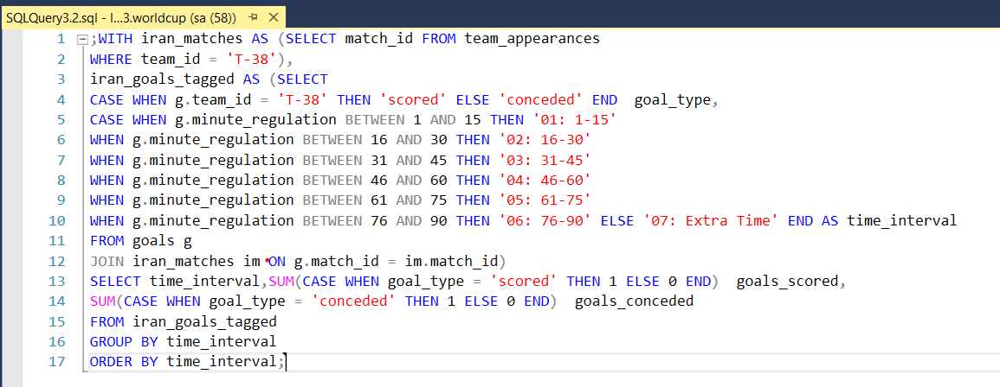 SQLQuery3.2.sql - l...3.worldcup (sa (58))
1 ;WITH iran_matches AS (SELECT match_id FROM team_appearances
2 WHERE team_id = 'T-38'),
3 iran_goals_tagged AS (SELECT
4 CASE WHEN g.team_id = 'T-38' THEN 'scored' ELSE 'conceded' END  goal_type,
5 CASE WHEN g.minute_regulation BETWEEN 1 AND 15 THEN '01: 1-15'
6 WHEN g.minute_regulation BETWEEN 16 AND 30 THEN '02: 16-30'
7 WHEN g.minute_regulation BETWEEN 31 AND 45 THEN '03: 31-45'
8 WHEN g.minute_regulation BETWEEN 46 AND 60 THEN '04: 46-60'
9 WHEN g.minute_regulation BETWEEN 61 AND 75 THEN '05: 61-75'
10 WHEN g.minute_regulation BETWEEN 76 AND 90 THEN '06: 76-90' ELSE '07: Extra Time' END AS time_interval
11 FROM goals g
12 JOIN iran_matches im ON g.match_id = im.match_id)
13 SELECT time_interval,SUM(CASE WHEN goal_type = 'scored' THEN 1 ELSE 0 END)  goals_scored,
14 SUM(CASE WHEN goal_type = 'conceded' THEN 1 ELSE 0 END)  goals_conceded
15 FROM iran_goals_tagged
16 GROUP BY time_interval
17 ORDER BY time_interval;